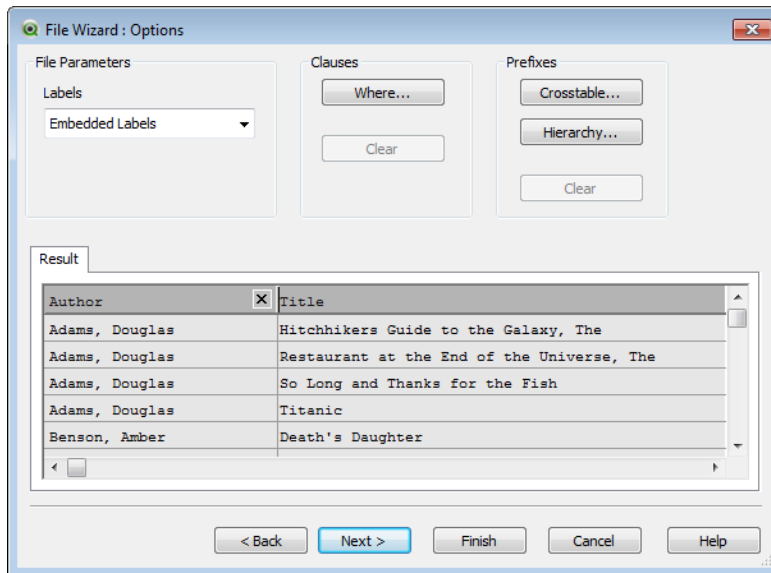 File Wizard : Options
File Parameters
Labels
Embedded Labels
Clauses
Where...
Clear
Prefixes
Crosstable...
Hierarchy...
Clear
Result
Author Title
Adams, Douglas Hitchhikers Guide to the Galaxy, The
Adams, Douglas Restaurant at the End of the Universe, The
Adams, Douglas So Long and Thanks for the Fish
Adams, Douglas Titanic
Benson, Amber Death's Daughter
< Back Next > Finish Cancel Help